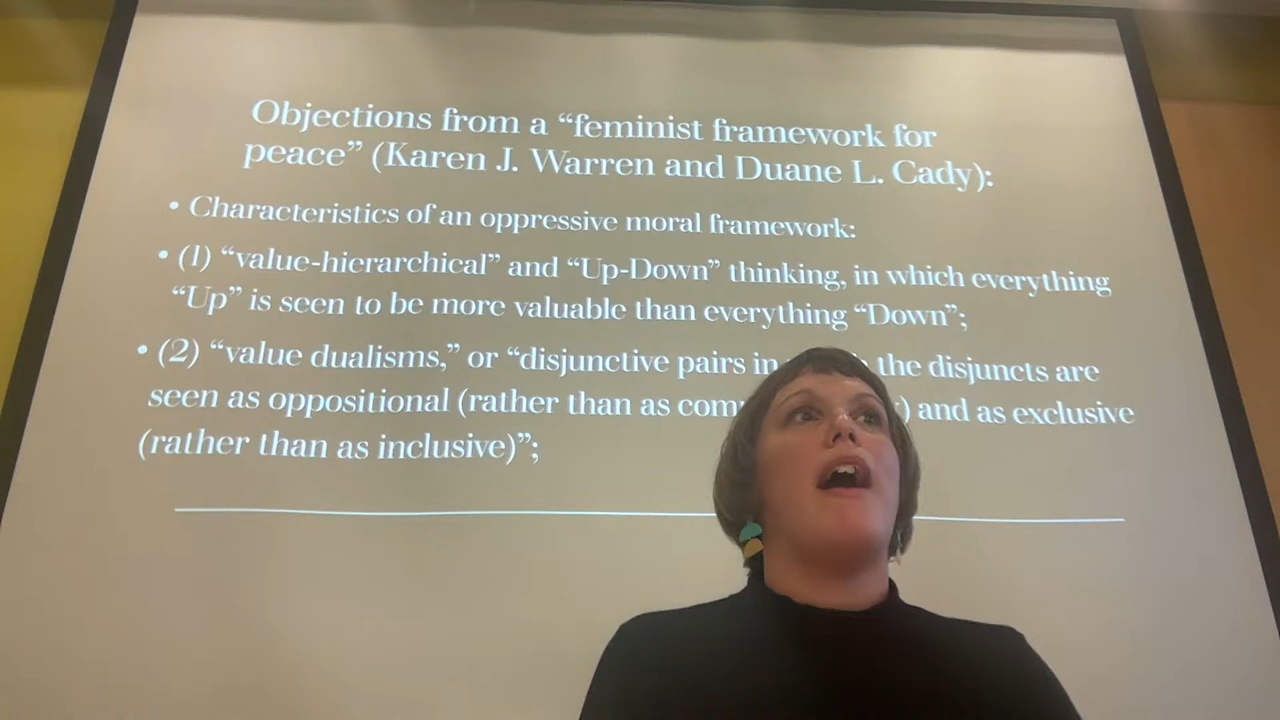 Objections from a “feminist framework for
peace” (Karen J. Warren and Duane L. Cady):
• Characteristics of an oppressive moral framework:
• (1) “value-hierarchical” and “Up-Down” thinking, in which everything
“Up” is seen to be more valuable than everything “Down”;
• (2) “value dualisms,” or “disjunctive pairs in the disjuncts are
seen as oppositional (rather than as ) and as exclusive
(rather than as inclusive)”;